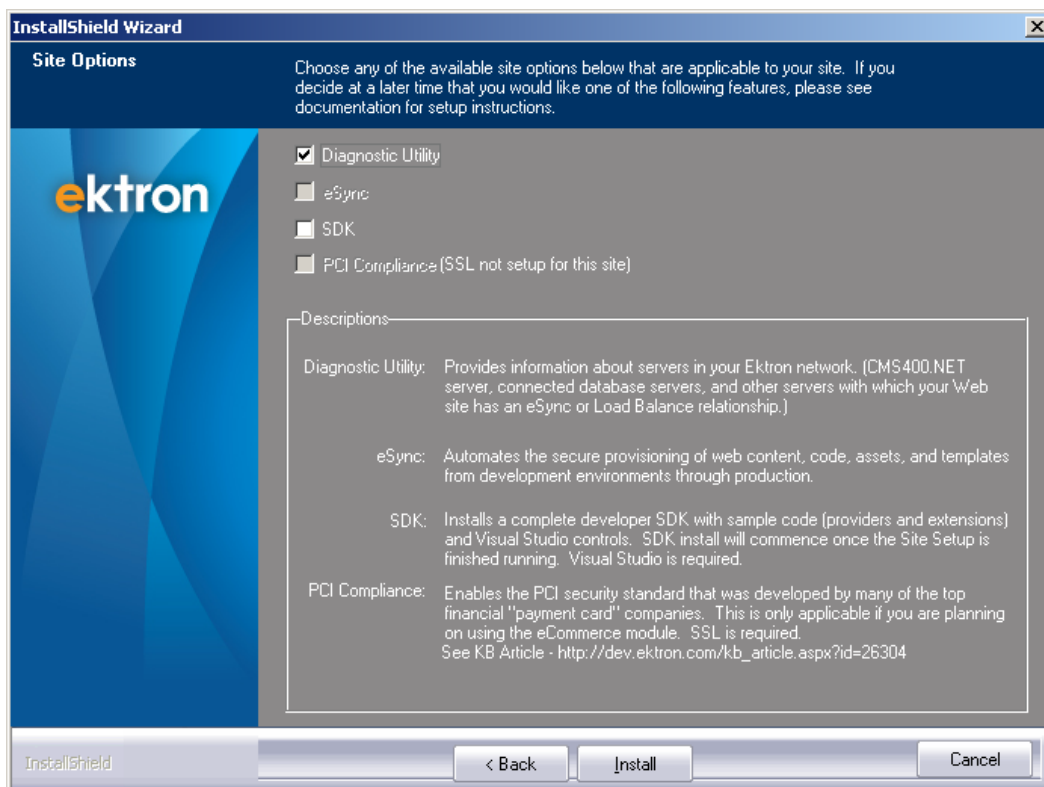 InstallShield Wizard
Site Options
Choose any of the available site options below that are applicable to your site. If you
decide at a later time that you would like one of the following features, please see
documentation for setup instructions.
ektron
Diagnostic Utility
eSync
SDK
PCI Compliance (SSL not setup for this site)
Descriptions
Diagnostic Utility: Provides information about servers in your Ektron network. (CMS400.NET
server, connected database servers, and other servers with which your Web
site has an eSync or Load Balance relationship.)
eSync: Automates the secure provisioning of web content, code, assets, and templates
from development environments through production.
SDK: Installs a complete developer SDK with sample code (providers and extensions)
and Visual Studio controls. SDK install will commence once the Site Setup is
finished running. Visual Studio is required.
PCI Compliance: Enables the PCI security standard that was developed by many of the top
financial "payment card" companies. This is only applicable if you are planning
on using the eCommerce module. SSL is required.
See KB Article - http://dev.ektron.com/kb_article.aspx?id=26304
InstallShield
< Back
Install
Cancel